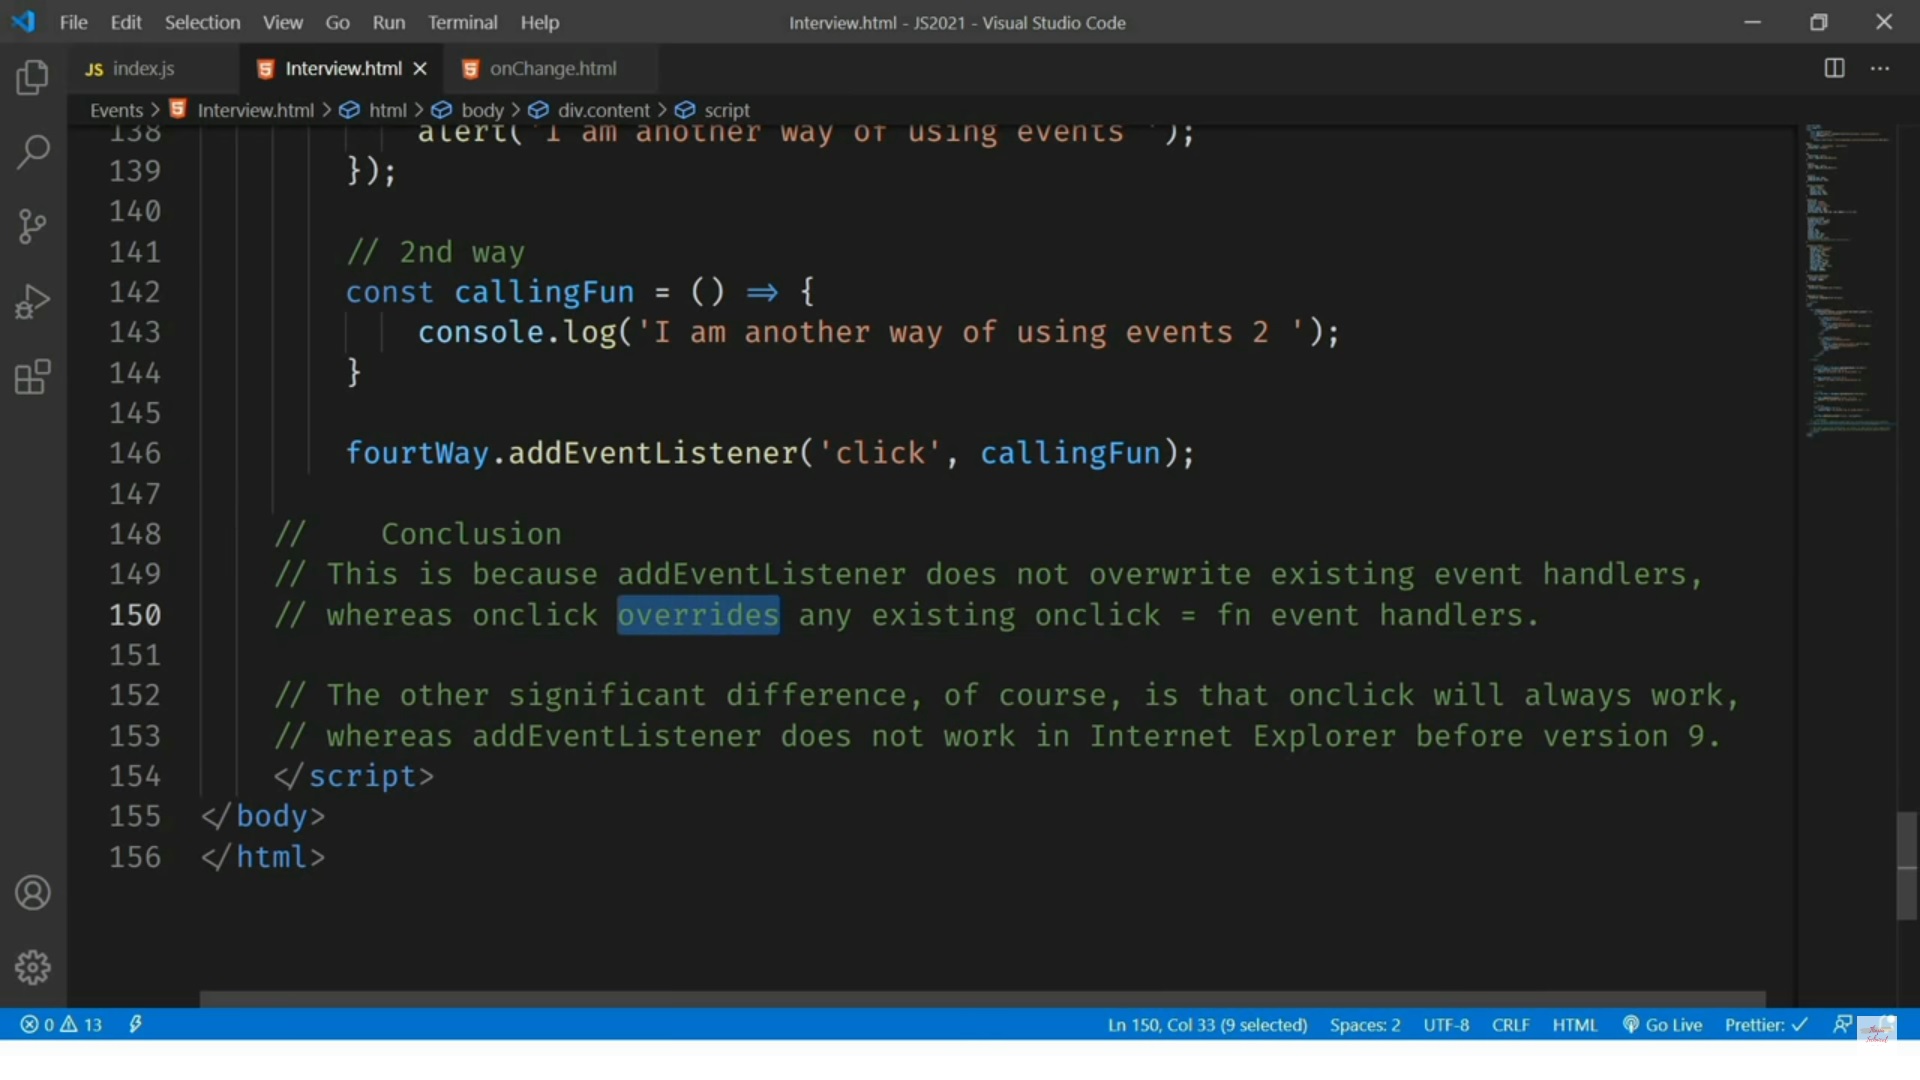 File Edit Selection View Go Run Terminal Help Interview.html - JS2021 - Visual Studio Code
JS index.js Interview.html onChange.html
Events > Interview.html > html > body > div.content > script
138 alert('I am another way of using events ');
139 });
140
141 // 2nd way
142 const callingFun = () => {
143 console.log('I am another way of using events 2 ');
144 }
145
146 fourtWay.addEventListener('click', callingFun);
147
148 // Conclusion
149 // This is because addEventListener does not overwrite existing event handlers,
150 // whereas onclick overrides any existing onclick = fn event handlers.
151
152 // The other significant difference, of course, is that onclick will always work,
153 // whereas addEventListener does not work in Internet Explorer before version 9.
154 </script>
155 </body>
156 </html>
0 13 Ln 150, Col 33 (9 selected) Spaces: 2 UTF-8 CRLF HTML Go Live Prettier: ✓